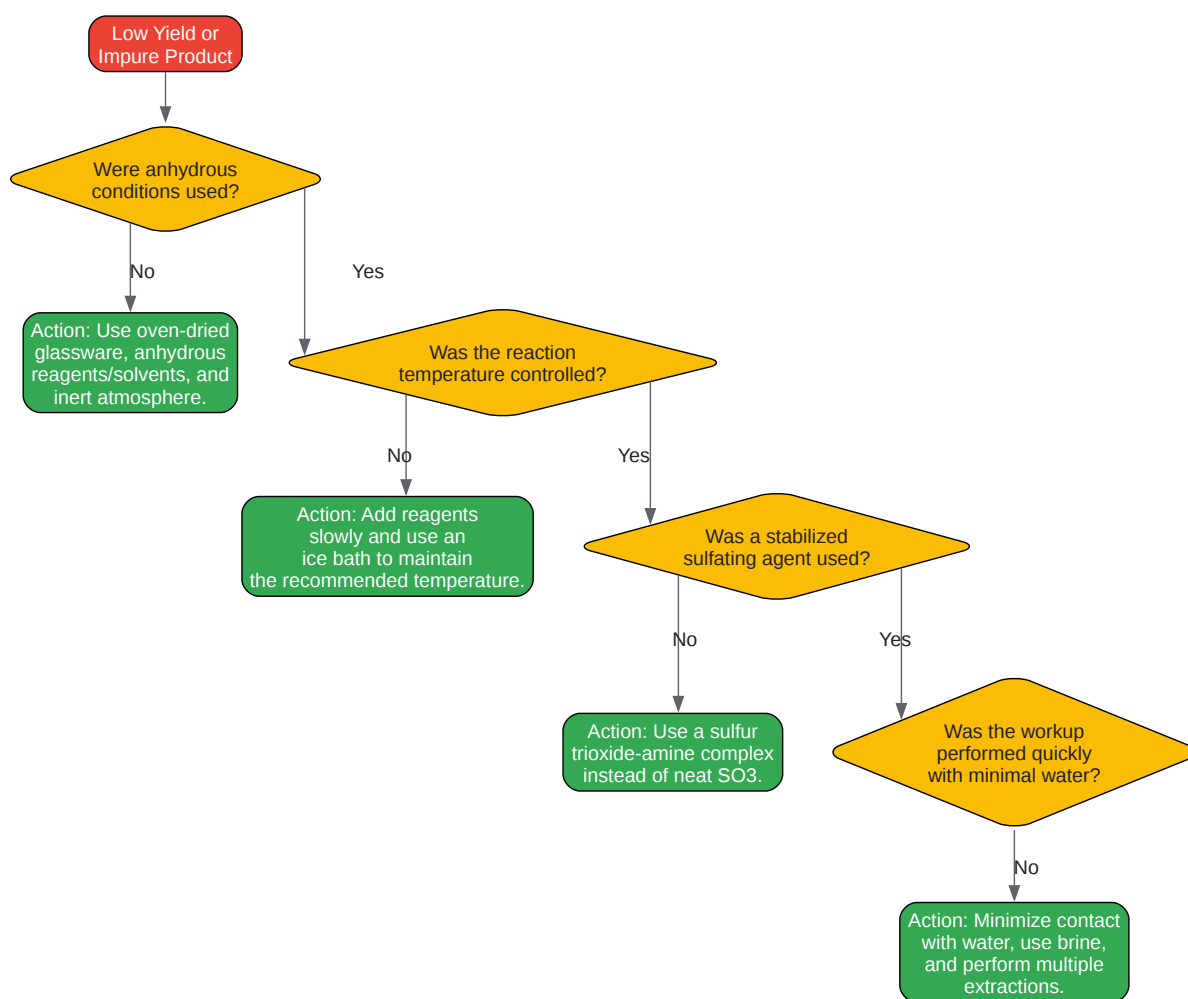 Low Yield or
Impure Product
Were anhydrous
conditions used?
No
Yes
Action: Use oven-dried
glassware, anhydrous
reagents/solvents, and
inert atmosphere.
Was the reaction
temperature controlled?
No
Yes
Action: Add reagents
slowly and use an
ice bath to maintain
the recommended temperature.
Was a stabilized
sulfating agent used?
No
Yes
Action: Use a sulfur
trioxide-amine complex
instead of neat SO3.
Was the workup
performed quickly
with minimal water?
No
Action: Minimize contact
with water, use brine,
and perform multiple
extractions.